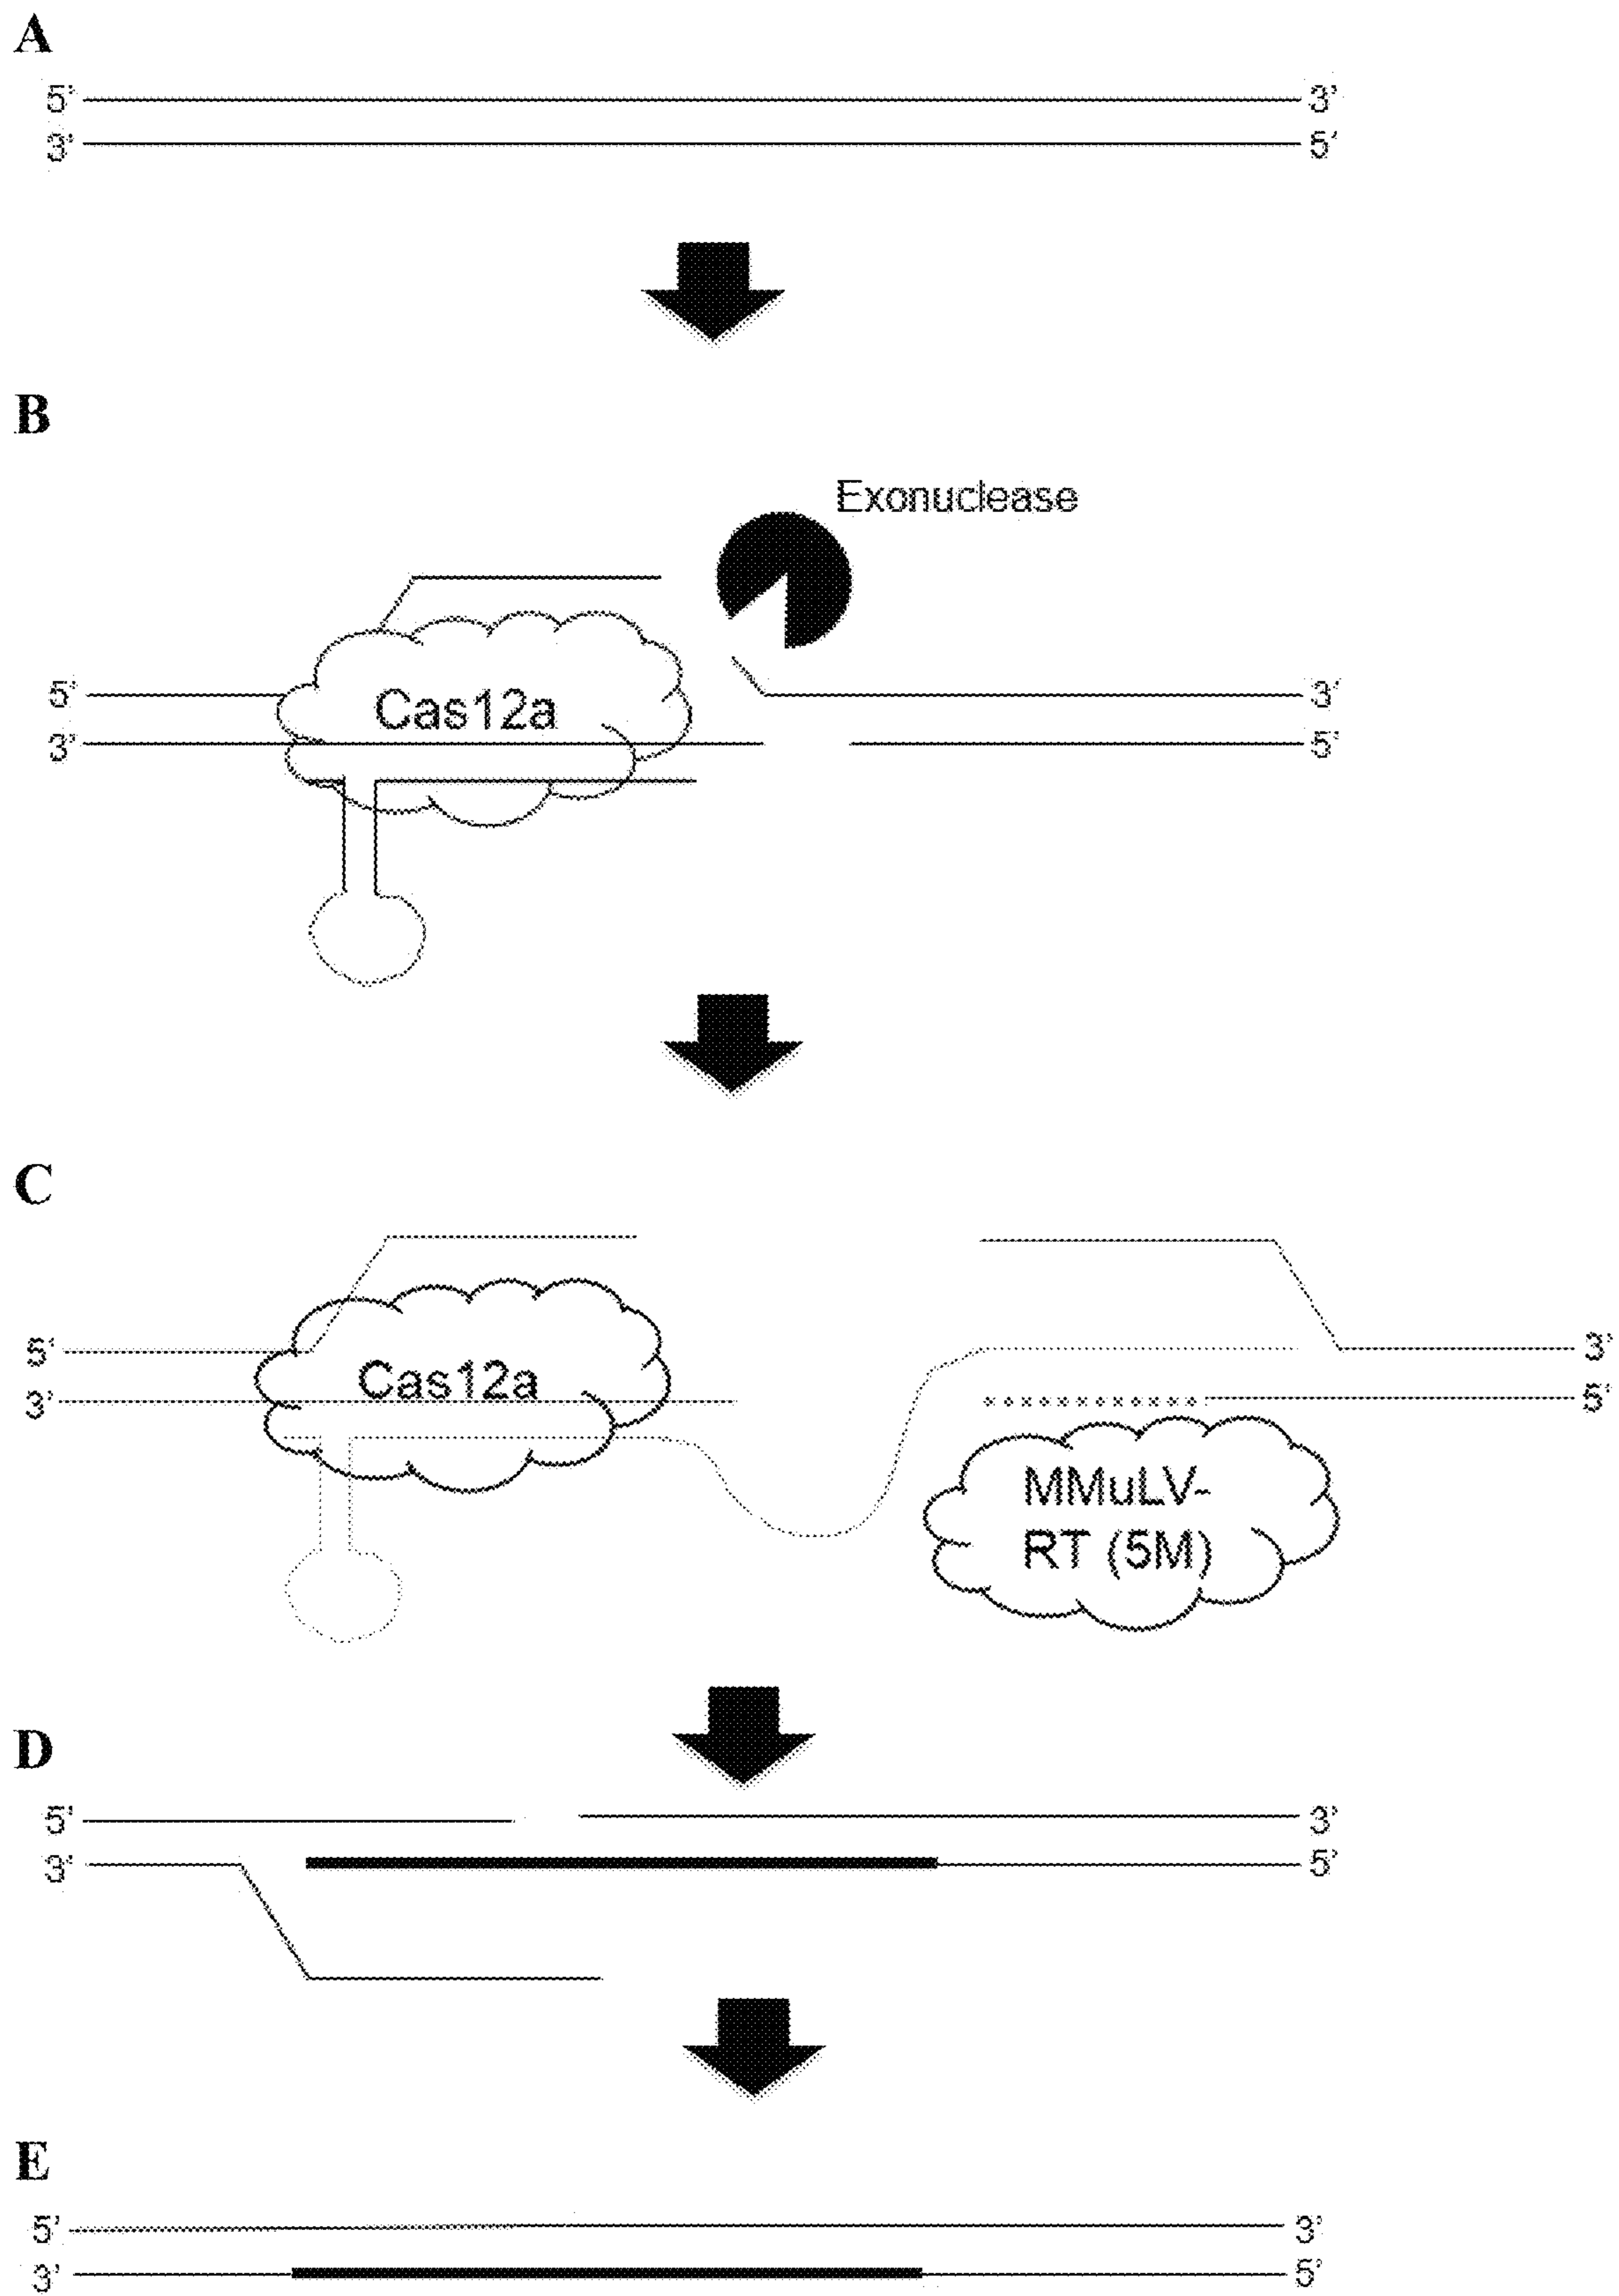 A
5' 3'
3' 5'
B
Exonuclease
Cas12a
5' 3'
3' 5'
C
Cas12a
5' 3'
3' 5'
MMuLV-
RT (5M)
D
5' 3'
3' 5'
E
5' 3'
3' 5'